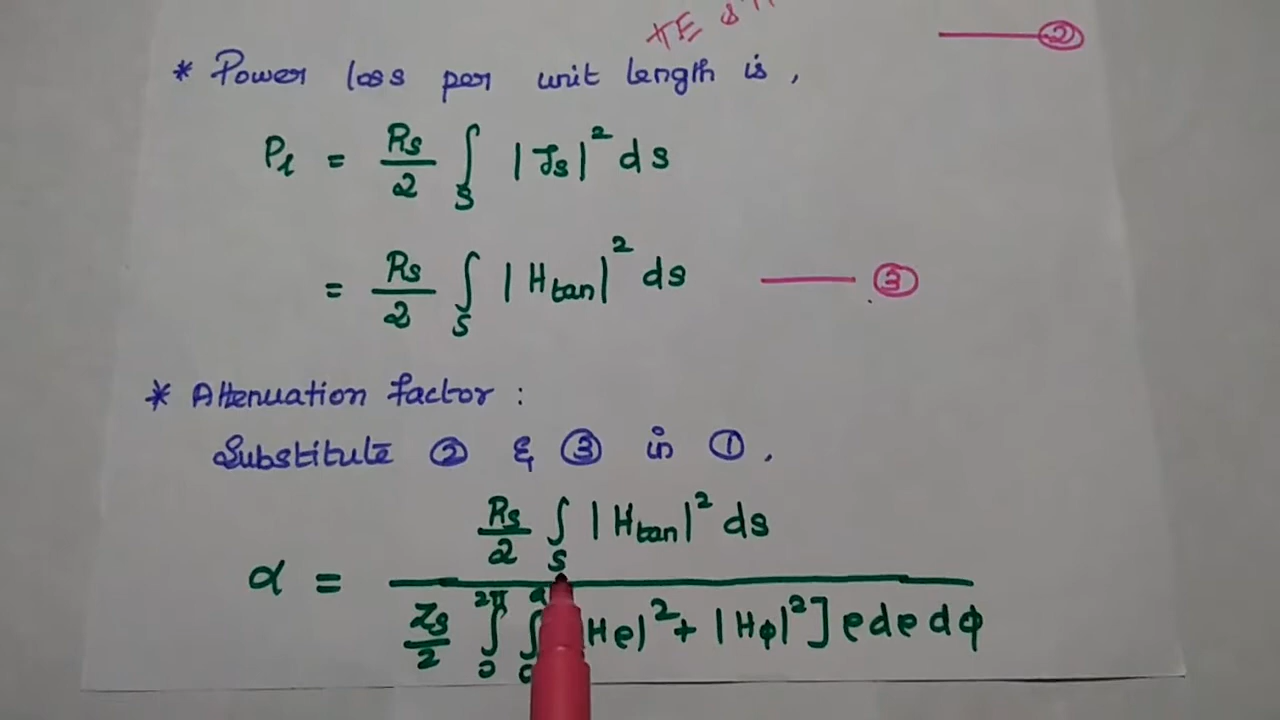 ②
* Power loss per unit length is,
Pl = Rs/2 ∫s |Js|² ds
= Rs/2 ∫s |Htan|² ds ③
* Attenuation factor :
Substitute ② & ③ in ①,
α = Rs/2 ∫s |Htan|² ds
Zs/2 ∫0 2π ∫ Hρ|² + |Hφ|²] ρ dρ dφ